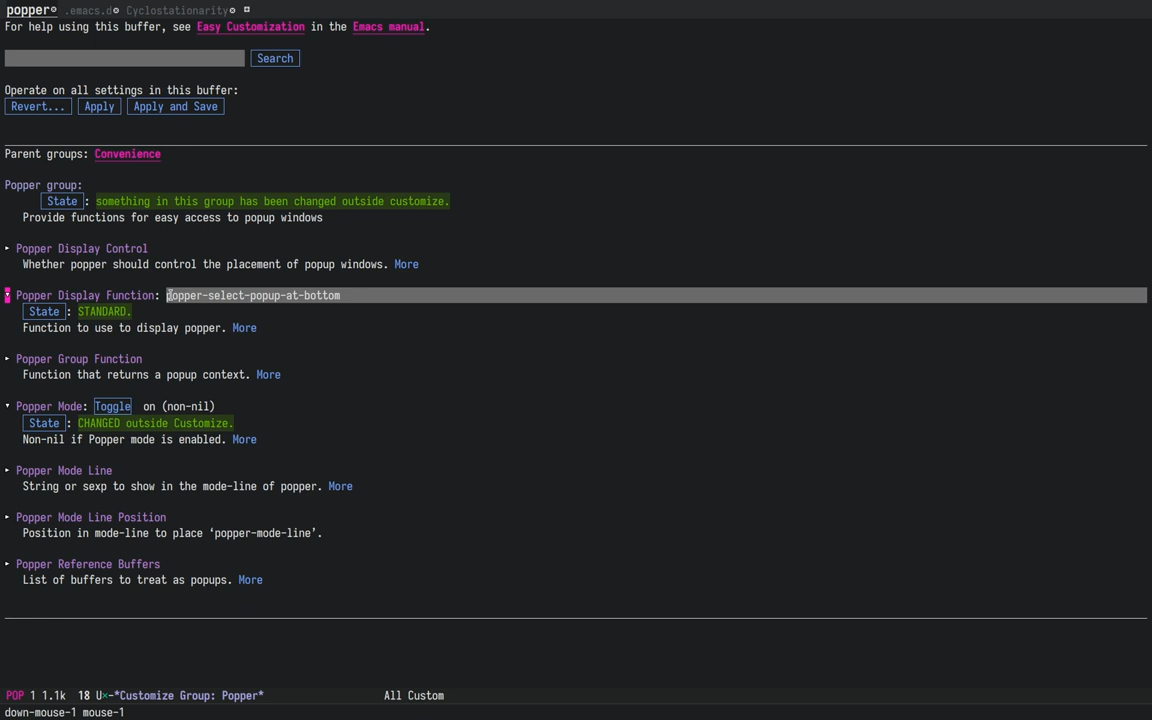 popper .emacs.d Cyclostationarity
For help using this buffer, see Easy Customization in the Emacs manual.
Search
Operate on all settings in this buffer:
Revert... Apply Apply and Save
Parent groups: Convenience
Popper group:
State : something in this group has been changed outside customize.
Provide functions for easy access to popup windows
Popper Display Control
Whether popper should control the placement of popup windows. More
Popper Display Function: popper-select-popup-at-bottom
State : STANDARD.
Function to use to display popper. More
Popper Group Function
Function that returns a popup context. More
Popper Mode: Toggle on (non-nil)
State : CHANGED outside Customize.
Non-nil if Popper mode is enabled. More
Popper Mode Line
String or sexp to show in the mode-line of popper. More
Popper Mode Line Position
Position in mode-line to place ‘popper-mode-line’.
Popper Reference Buffers
List of buffers to treat as popups. More
POP 1 1.1k 18 U×-*Customize Group: Popper* All Custom
down-mouse-1 mouse-1